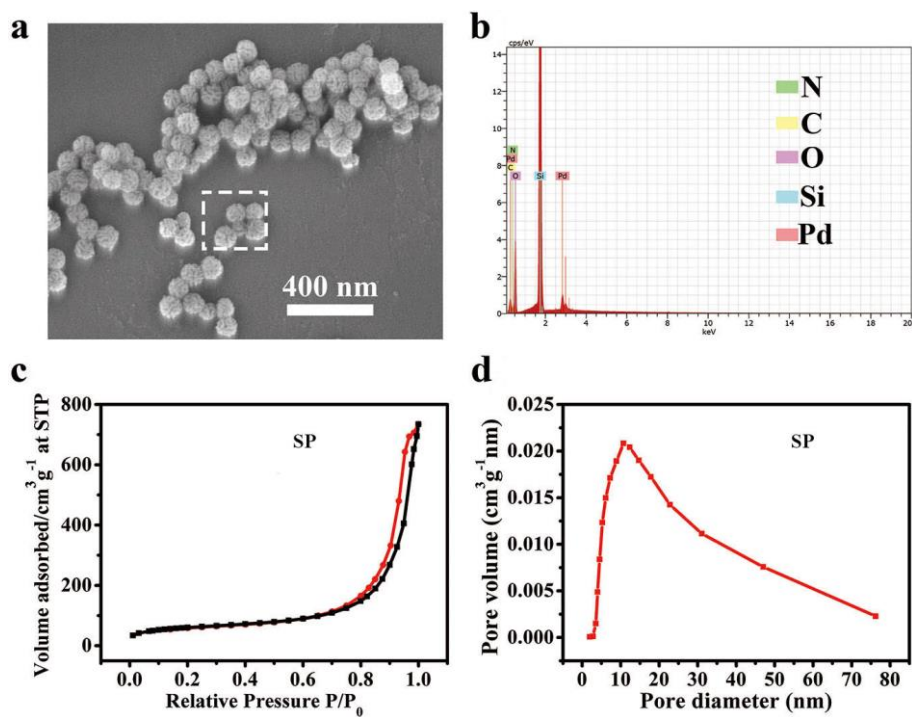 a
400 nm
b
cps/eV
14
12
10
8
6
4
2
0
N
Pd
C
O
Si
Pd
N
C
O
Si
Pd
2
4
6
8
10
12
14
16
18
20
keV
c
Volume adsorbed/cm³g⁻¹ at STP
800
600
400
200
0
SP
0.0
0.2
0.4
0.6
0.8
1.0
Relative Pressure P/P₀
d
Pore volume (cm³g⁻¹nm)
0.025
0.020
0.015
0.010
0.005
0.000
SP
0
10
20
30
40
50
60
70
80
Pore diameter (nm)